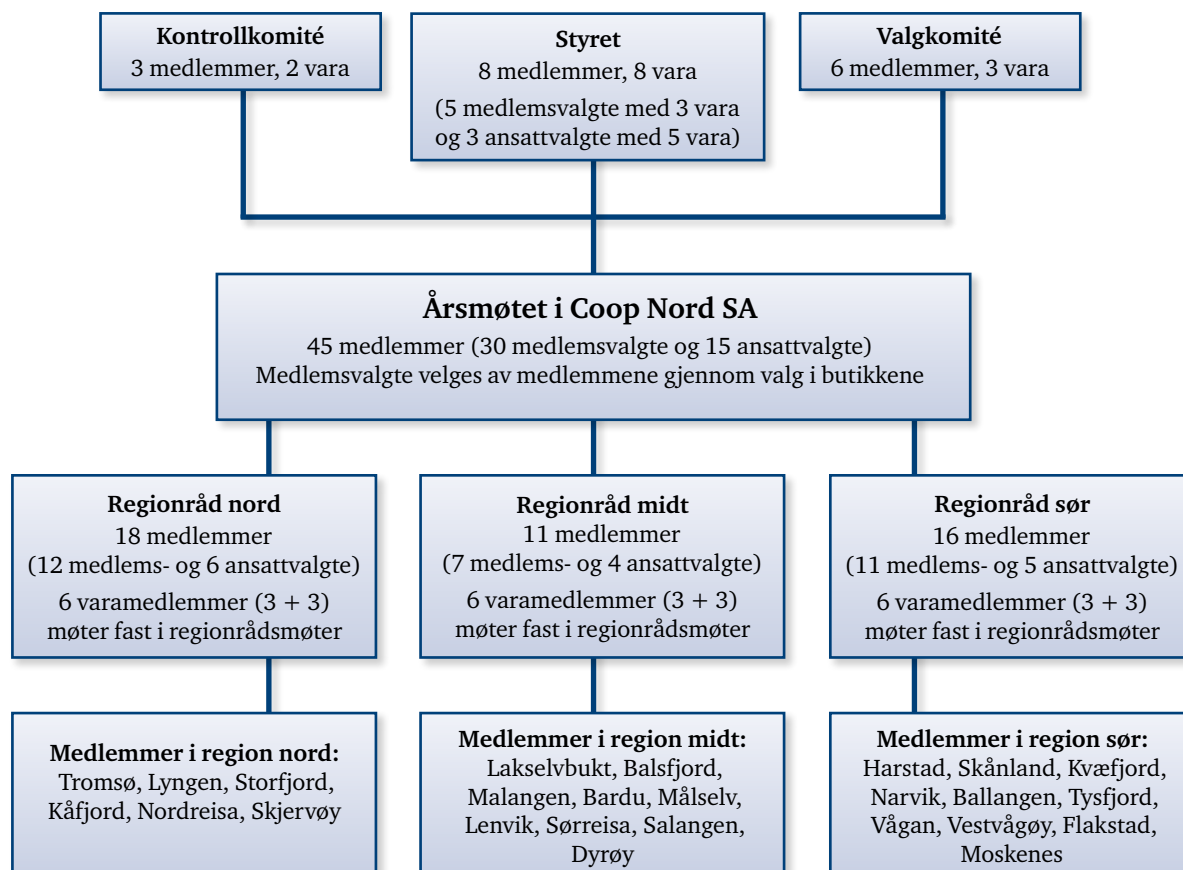 Kontrollkomité
3 medlemmer, 2 vara
Styret
8 medlemmer, 8 vara
(5 medlemsvalgte med 3 vara
og 3 ansattvalgte med 5 vara)
Valgkomité
6 medlemmer, 3 vara
Årsmøtet i Coop Nord SA
45 medlemmer (30 medlemsvalgte og 15 ansattvalgte)
Medlemsvalgte velges av medlemmene gjennom valg i butikkene
Regionråd nord
18 medlemmer
(12 medlems- og 6 ansattvalgte)
6 varamedlemmer (3 + 3)
møter fast i regionrådsmøter
Regionråd midt
11 medlemmer
(7 medlems- og 4 ansattvalgte)
6 varamedlemmer (3 + 3)
møter fast i regionrådsmøter
Regionråd sør
16 medlemmer
(11 medlems- og 5 ansattvalgte)
6 varamedlemmer (3 + 3)
møter fast i regionrådsmøter
Medlemmer i region nord:
Tromsø, Lyngen, Storfjord,
Kåfjord, Nordreisa, Skjervøy
Medlemmer i region midt:
Lakselvbukt, Balsfjord,
Malangen, Bardu, Målselv,
Lenvik, Sørreisa, Salangen,
Dyrøy
Medlemmer i region sør:
Harstad, Skånland, Kvæfjord,
Narvik, Ballangen, Tysfjord,
Vågan, Vestvågøy, Flakstad,
Moskenes